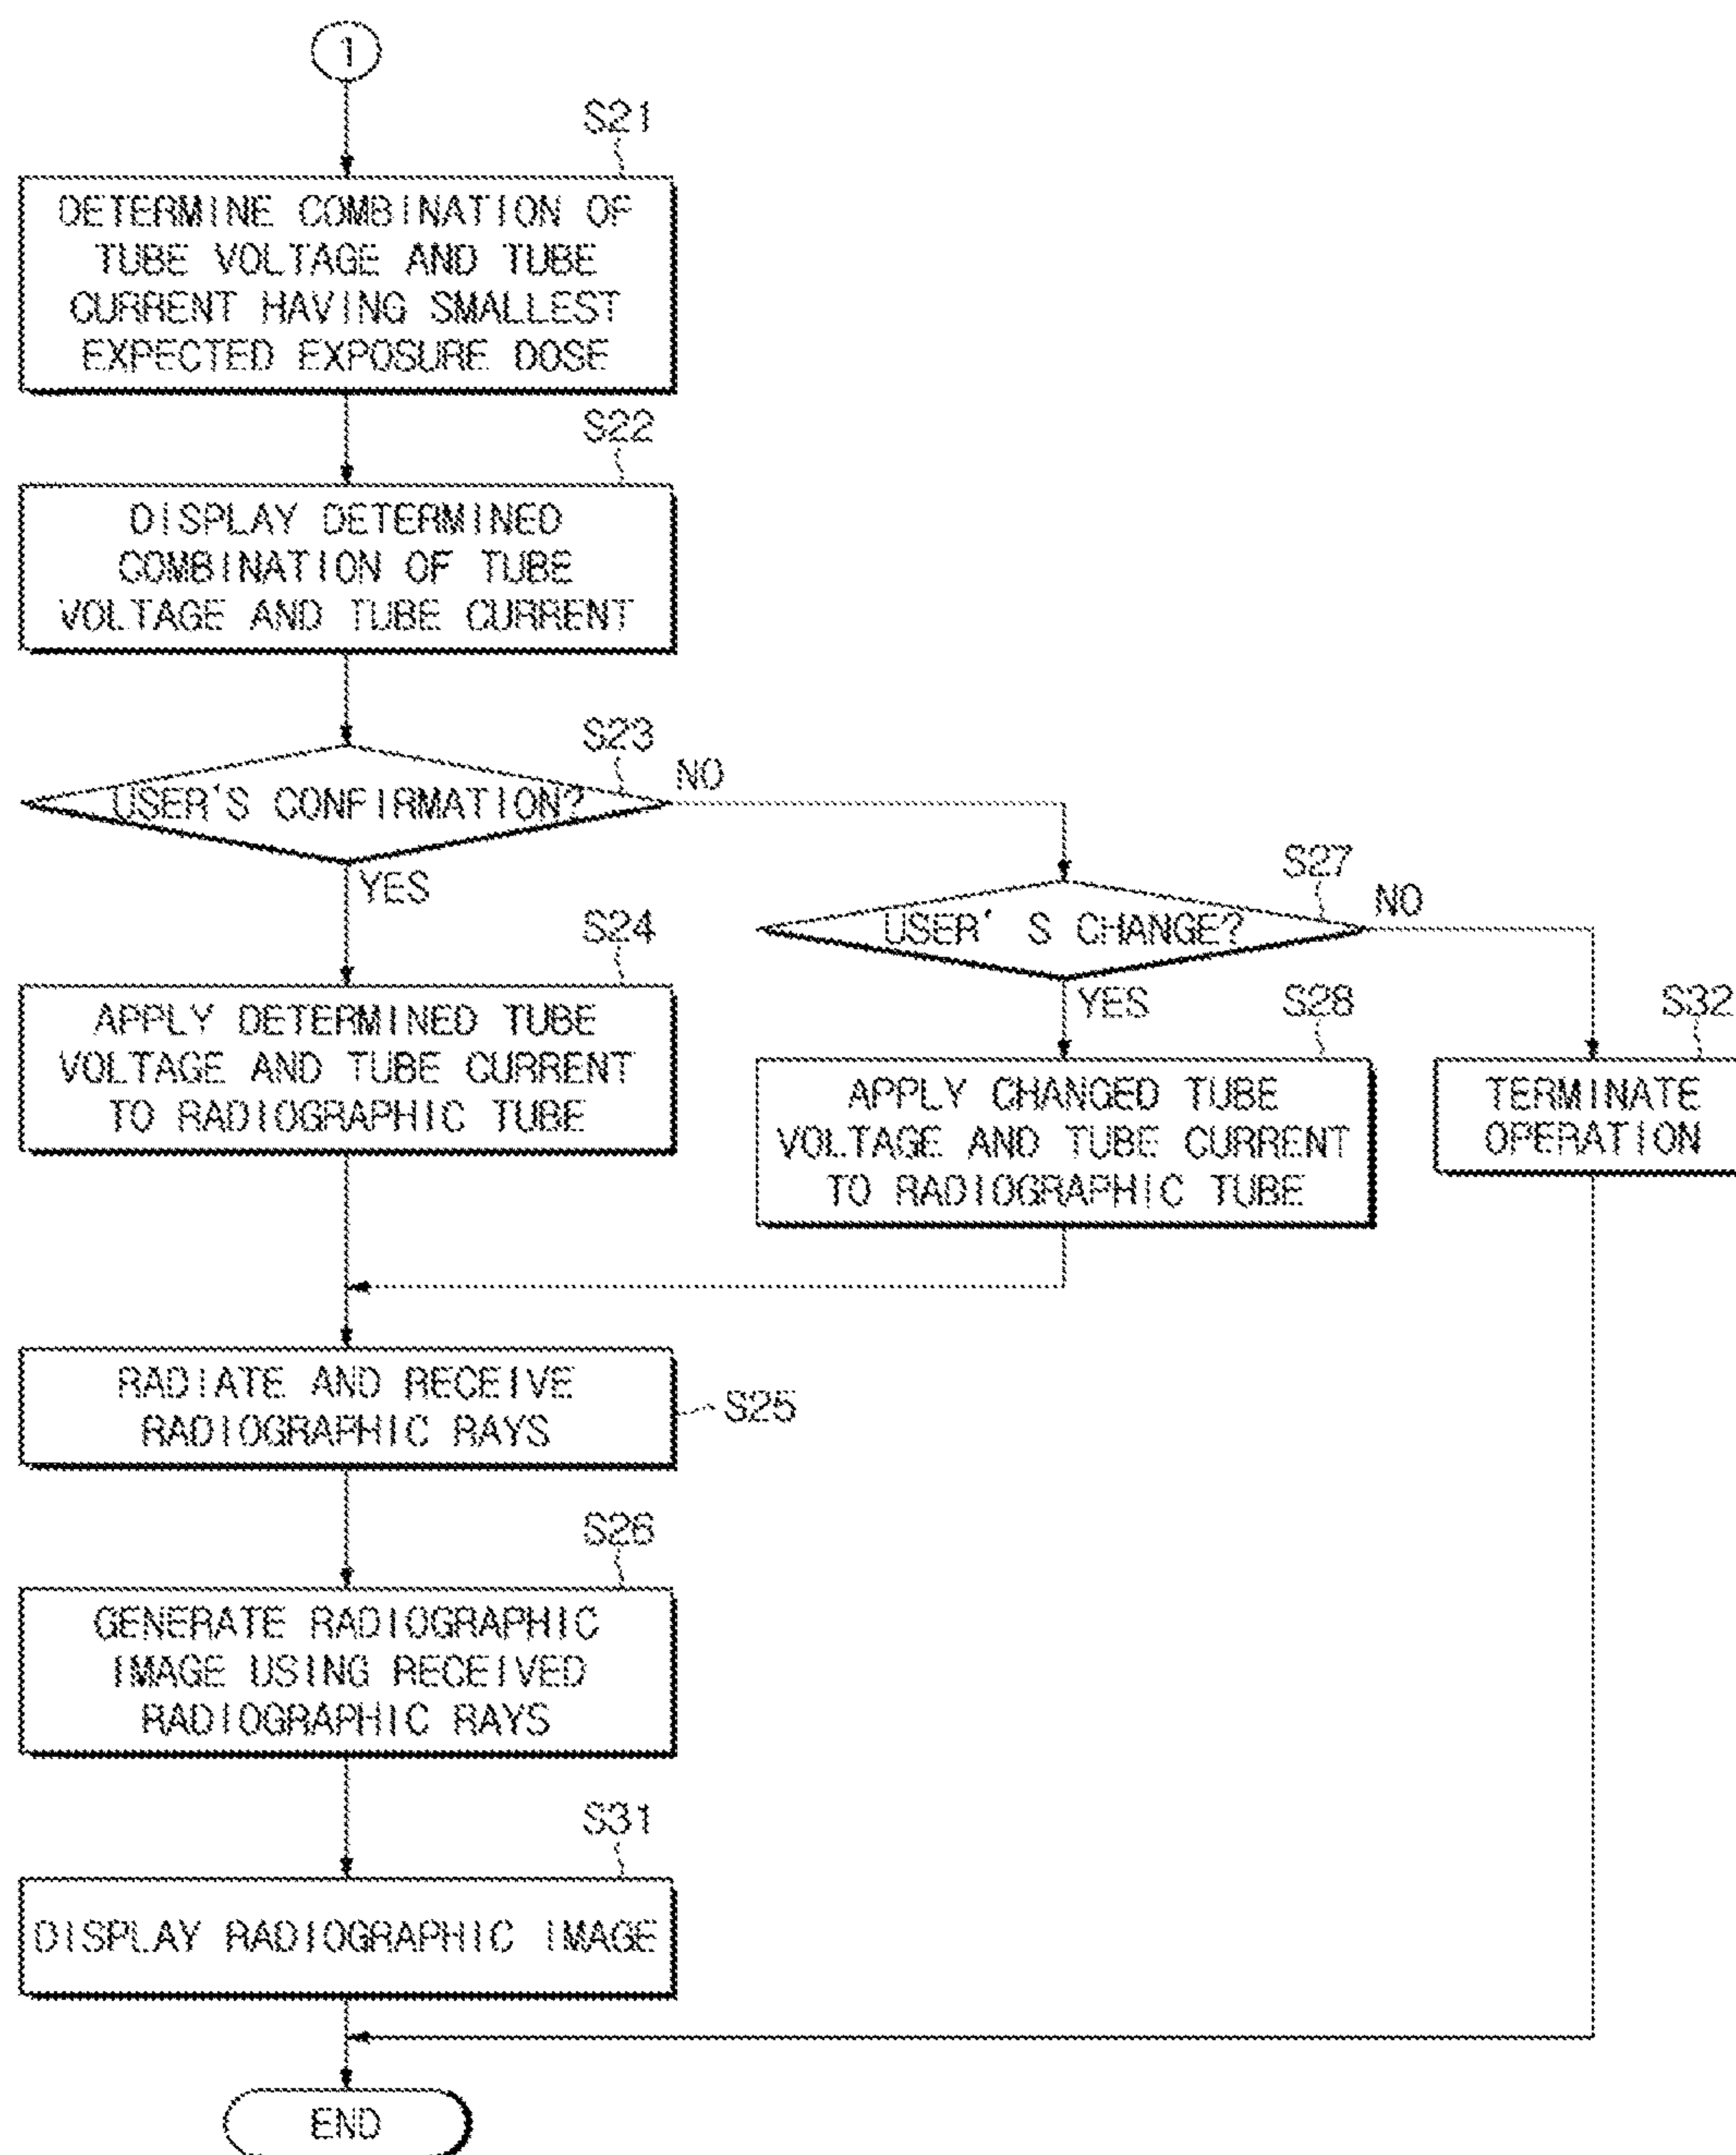 1
S21
DETERMINE COMBINATION OF
TUBE VOLTAGE AND TUBE
CURRENT HAVING SMALLEST
EXPECTED EXPOSURE DOSE
S22
DISPLAY DETERMINED
COMBINATION OF TUBE
VOLTAGE AND TUBE CURRENT
S23
USER'S CONFIRMATION?
NO
YES
S27
USER' S CHANGE?
NO
YES
S24
APPLY DETERMINED TUBE
VOLTAGE AND TUBE CURRENT
TO RADIOGRAPHIC TUBE
S28
APPLY CHANGED TUBE
VOLTAGE AND TUBE CURRENT
TO RADIOGRAPHIC TUBE
S32
TERMINATE
OPERATION
RADIATE AND RECEIVE
RADIOGRAPHIC RAYS
S25
S26
GENERATE RADIOGRAPHIC
IMAGE USING RECEIVED
RADIOGRAPHIC RAYS
S31
DISPLAY RADIOGRAPHIC IMAGE
END